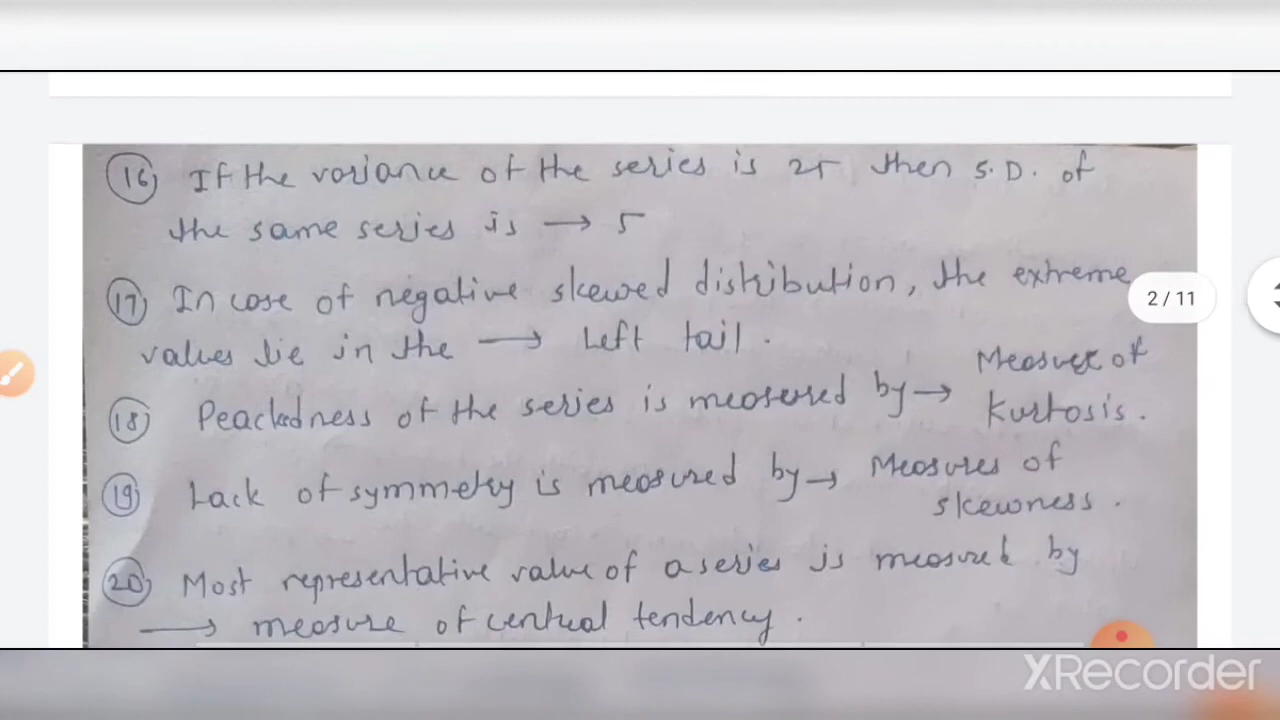 16 If the variance of the series is 25 then S.D. of
the same series is → 5
17 In case of negative skewed distribution, the extreme
values lie in the → Left tail.
2 / 11
18 Peackedness of the series is measured by → Measure of
Kurtosis.
19 Lack of symmetry is measured by → Measures of
skewness.
20 Most representative value of a series is measured by
→ measure of central tendency.
XRecorder